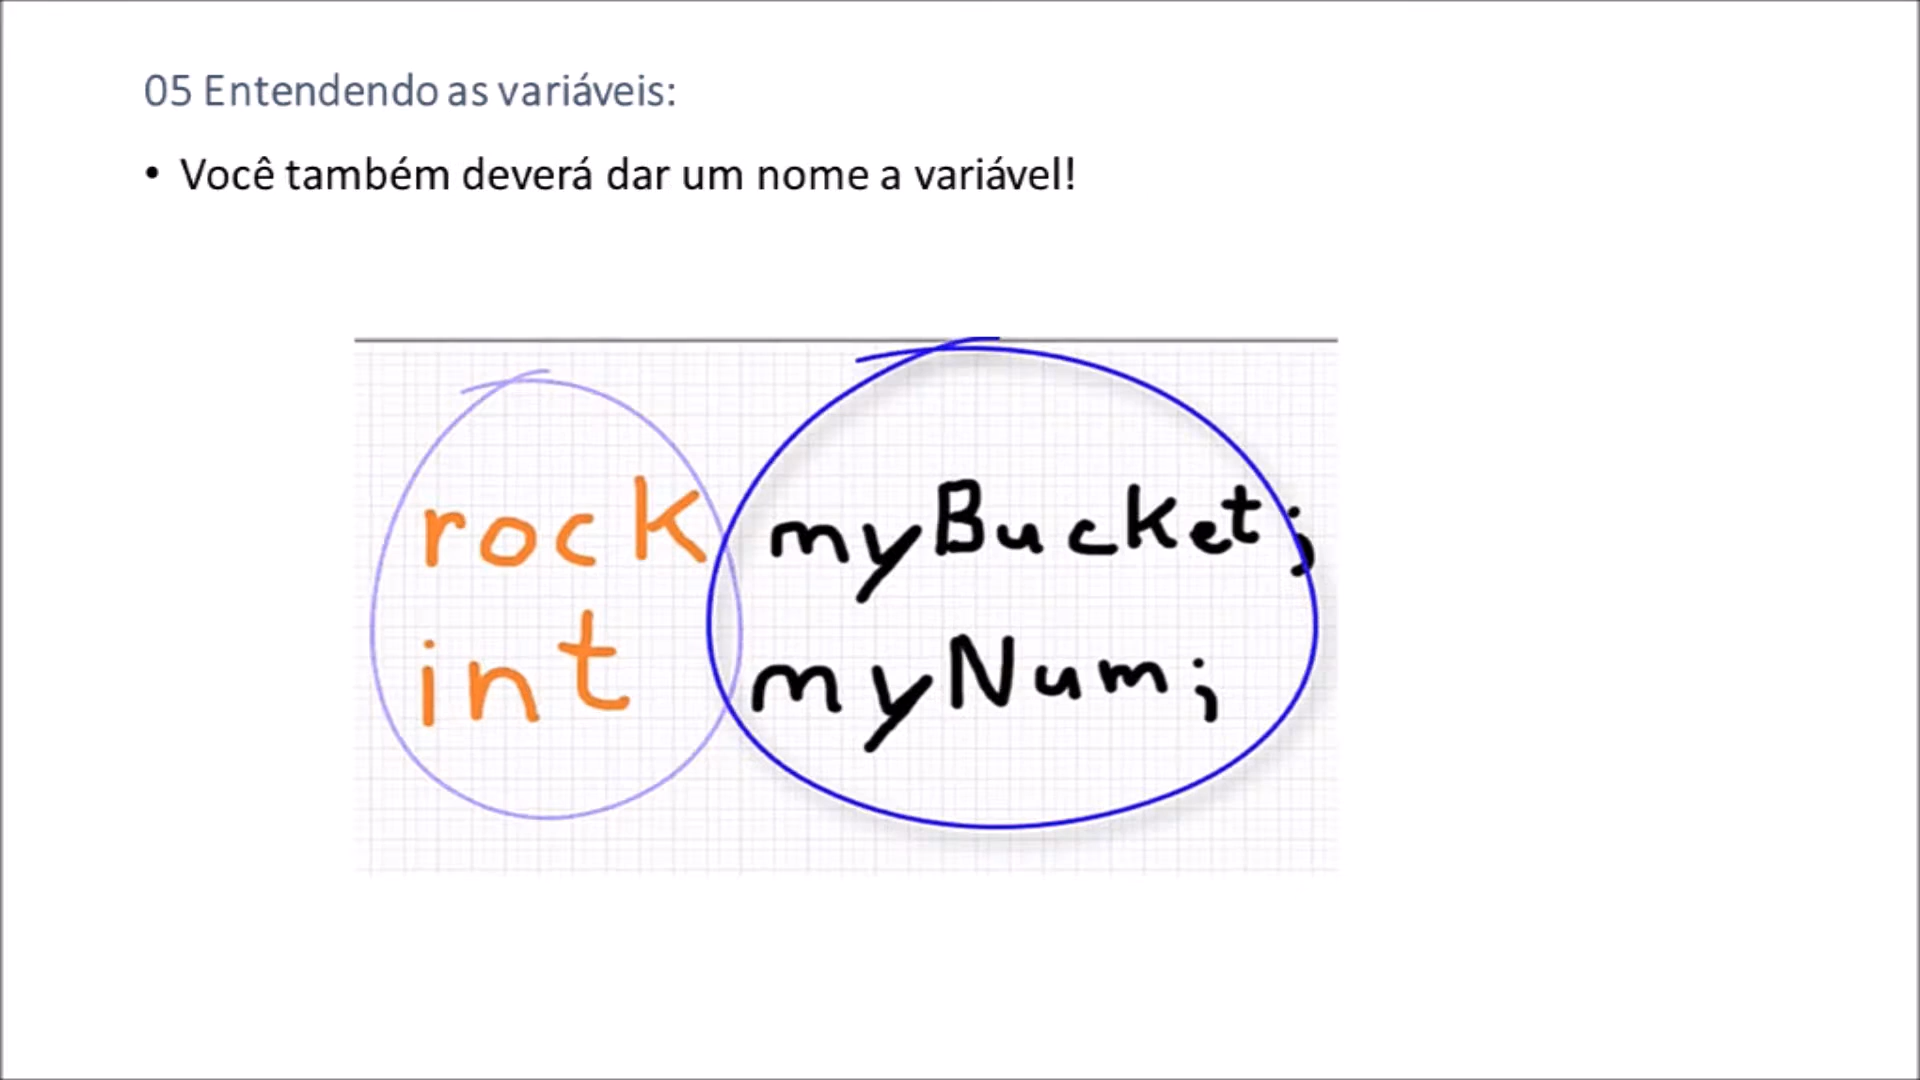 05 Entendendo as variáveis:
• Você também deverá dar um nome a variável!
rock myBucket;
int myNum;